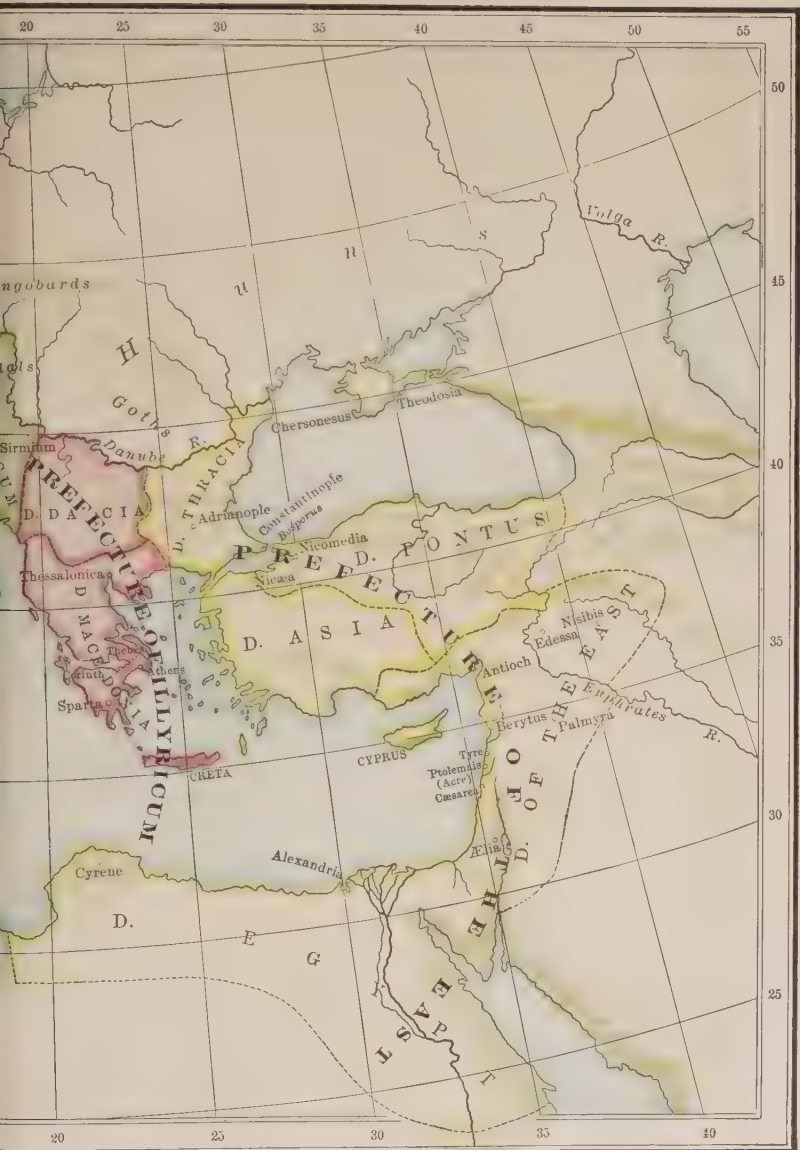 20 25 30 35 40 45 50 55
50
Volga R.
H u n s
45
ngobards
Goths
Theodosia
Chersonesus
Sirmium
Danube R.
40
PREFECTURE OF ILLYRICUM
D. DACIA
D. THRACIA
Adrianople
Constantinople
Bosporus
Nicomedia
Nicæa
D. PONTUS
PREFECTURE OF THE EAST
Thessalonica
D. MACEDONIA
D. ASIA
Nisibis
Edessa
35
Thebes
Corinth
Athens
Sparta
Antioch
D. OF THE EAST
Euphrates R.
Berytus
Palmyra
CYPRUS
Tyre
Ptolemais
(Acre)
Cæsarea
CRETA
30
Ælia
Alexandria
Cyrene
D. EGYPT
25
20 25 30 35 40